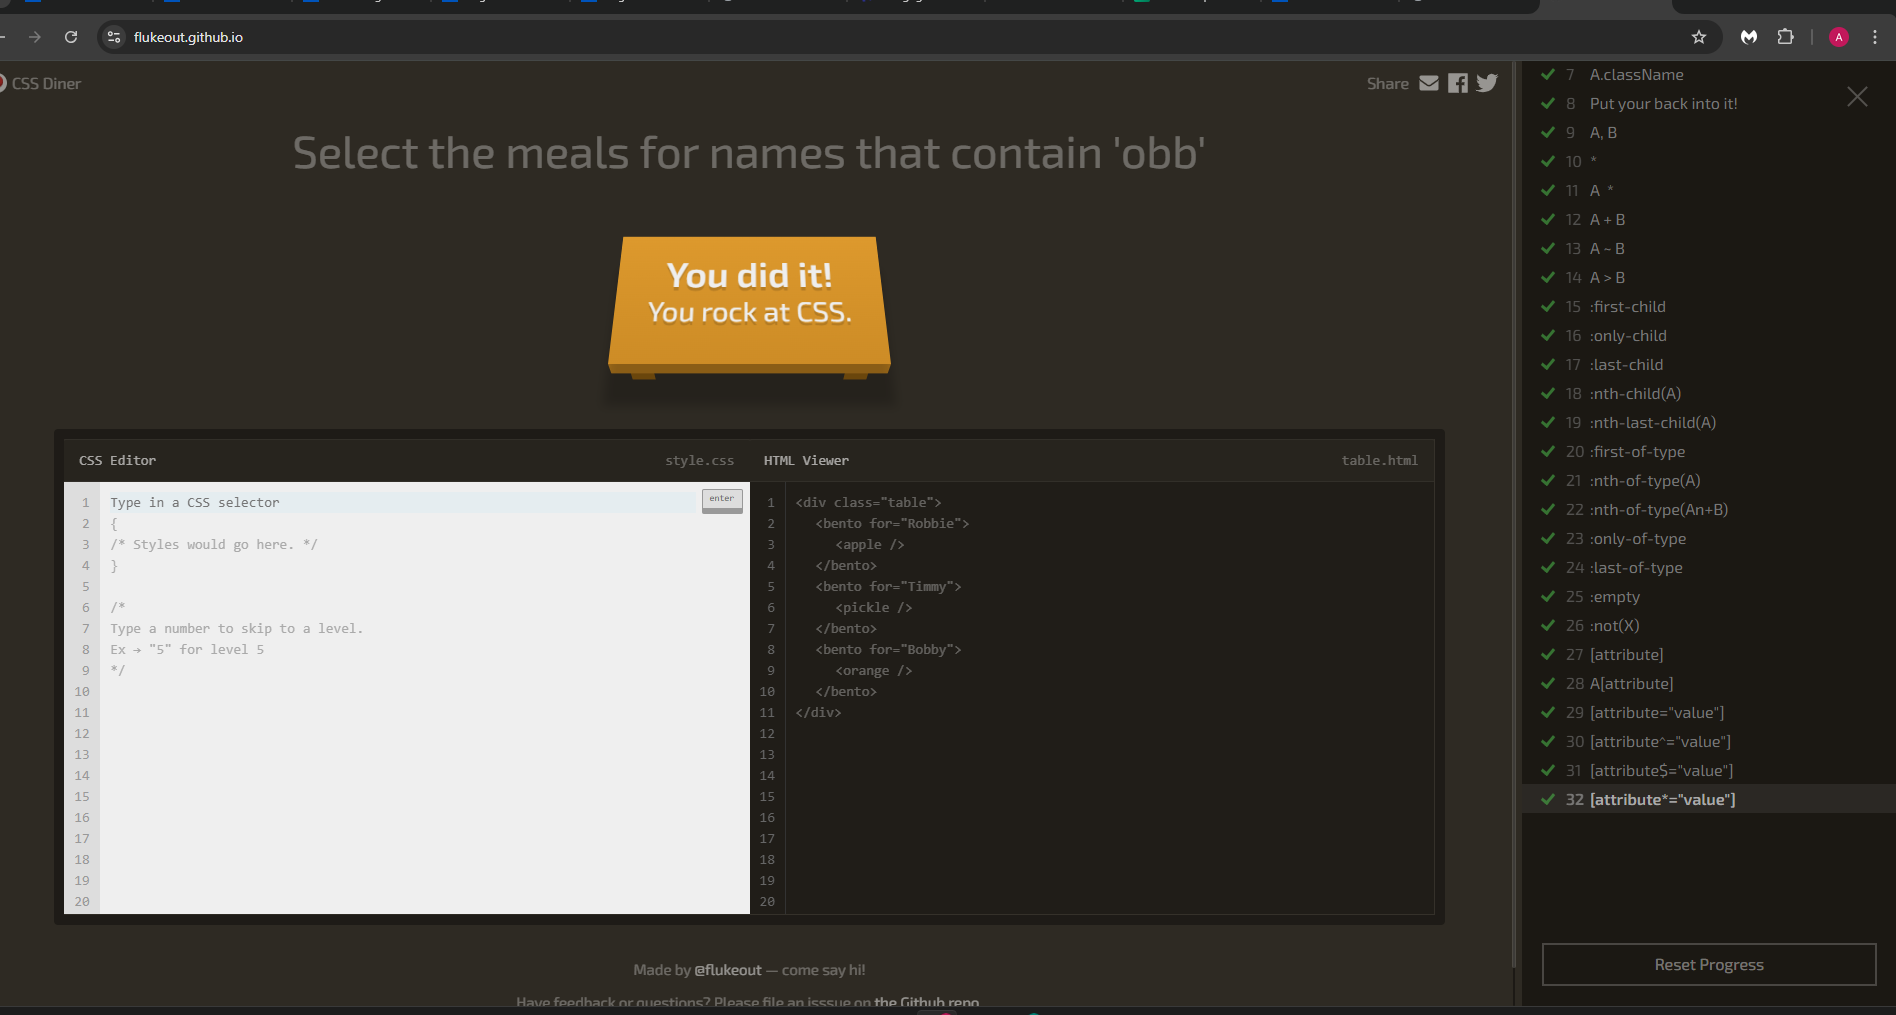 flukeout.github.io
A
CSS Diner
Share
Select the meals for names that contain 'obb'
You did it!
You rock at CSS.
CSS Editor
style.css
1 Type in a CSS selector
enter
2 {
3 /* Styles would go here. */
4 }
5
6 /*
7 Type a number to skip to a level.
8 Ex → "5" for level 5
9 */
10
11
12
13
14
15
16
17
18
19
20
HTML Viewer
table.html
1 <div class="table">
2 <bento for="Robbie">
3 <apple />
4 </bento>
5 <bento for="Timmy">
6 <pickle />
7 </bento>
8 <bento for="Bobby">
9 <orange />
10 </bento>
11 </div>
12
13
14
15
16
17
18
19
20
Made by @flukeout — come say hi!
Have feedback or questions? Please file an isssue on the Github repo
7 A.className
8 Put your back into it!
9 A, B
10 *
11 A *
12 A + B
13 A ~ B
14 A > B
15 :first-child
16 :only-child
17 :last-child
18 :nth-child(A)
19 :nth-last-child(A)
20 :first-of-type
21 :nth-of-type(A)
22 :nth-of-type(An+B)
23 :only-of-type
24 :last-of-type
25 :empty
26 :not(X)
27 [attribute]
28 A[attribute]
29 [attribute="value"]
30 [attribute^="value"]
31 [attribute$="value"]
32 [attribute*="value"]
Reset Progress